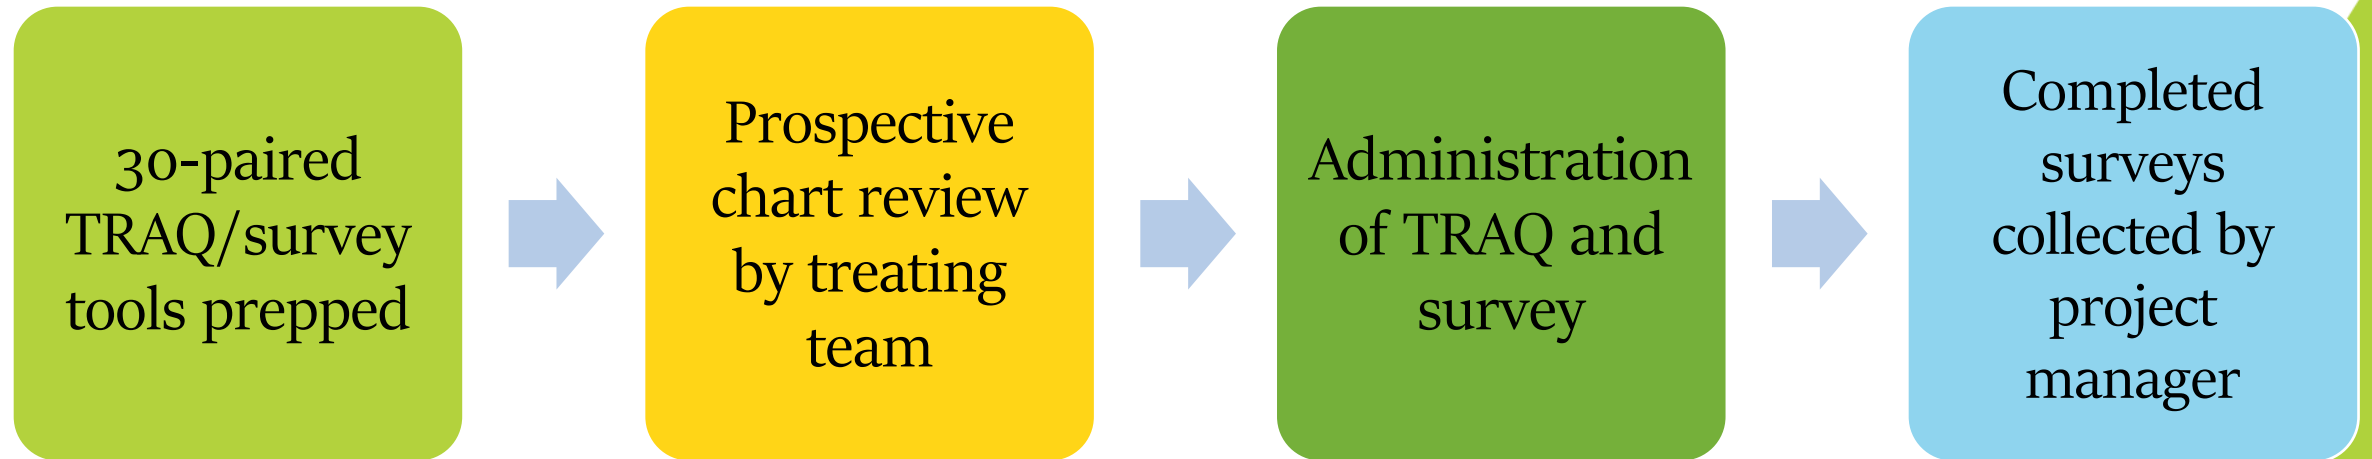 30-paired
TRAQ/survey
tools prepped
Prospective
chart review
by treating
team
Administration
of TRAQ and
survey
Completed
surveys
collected by
project
manager